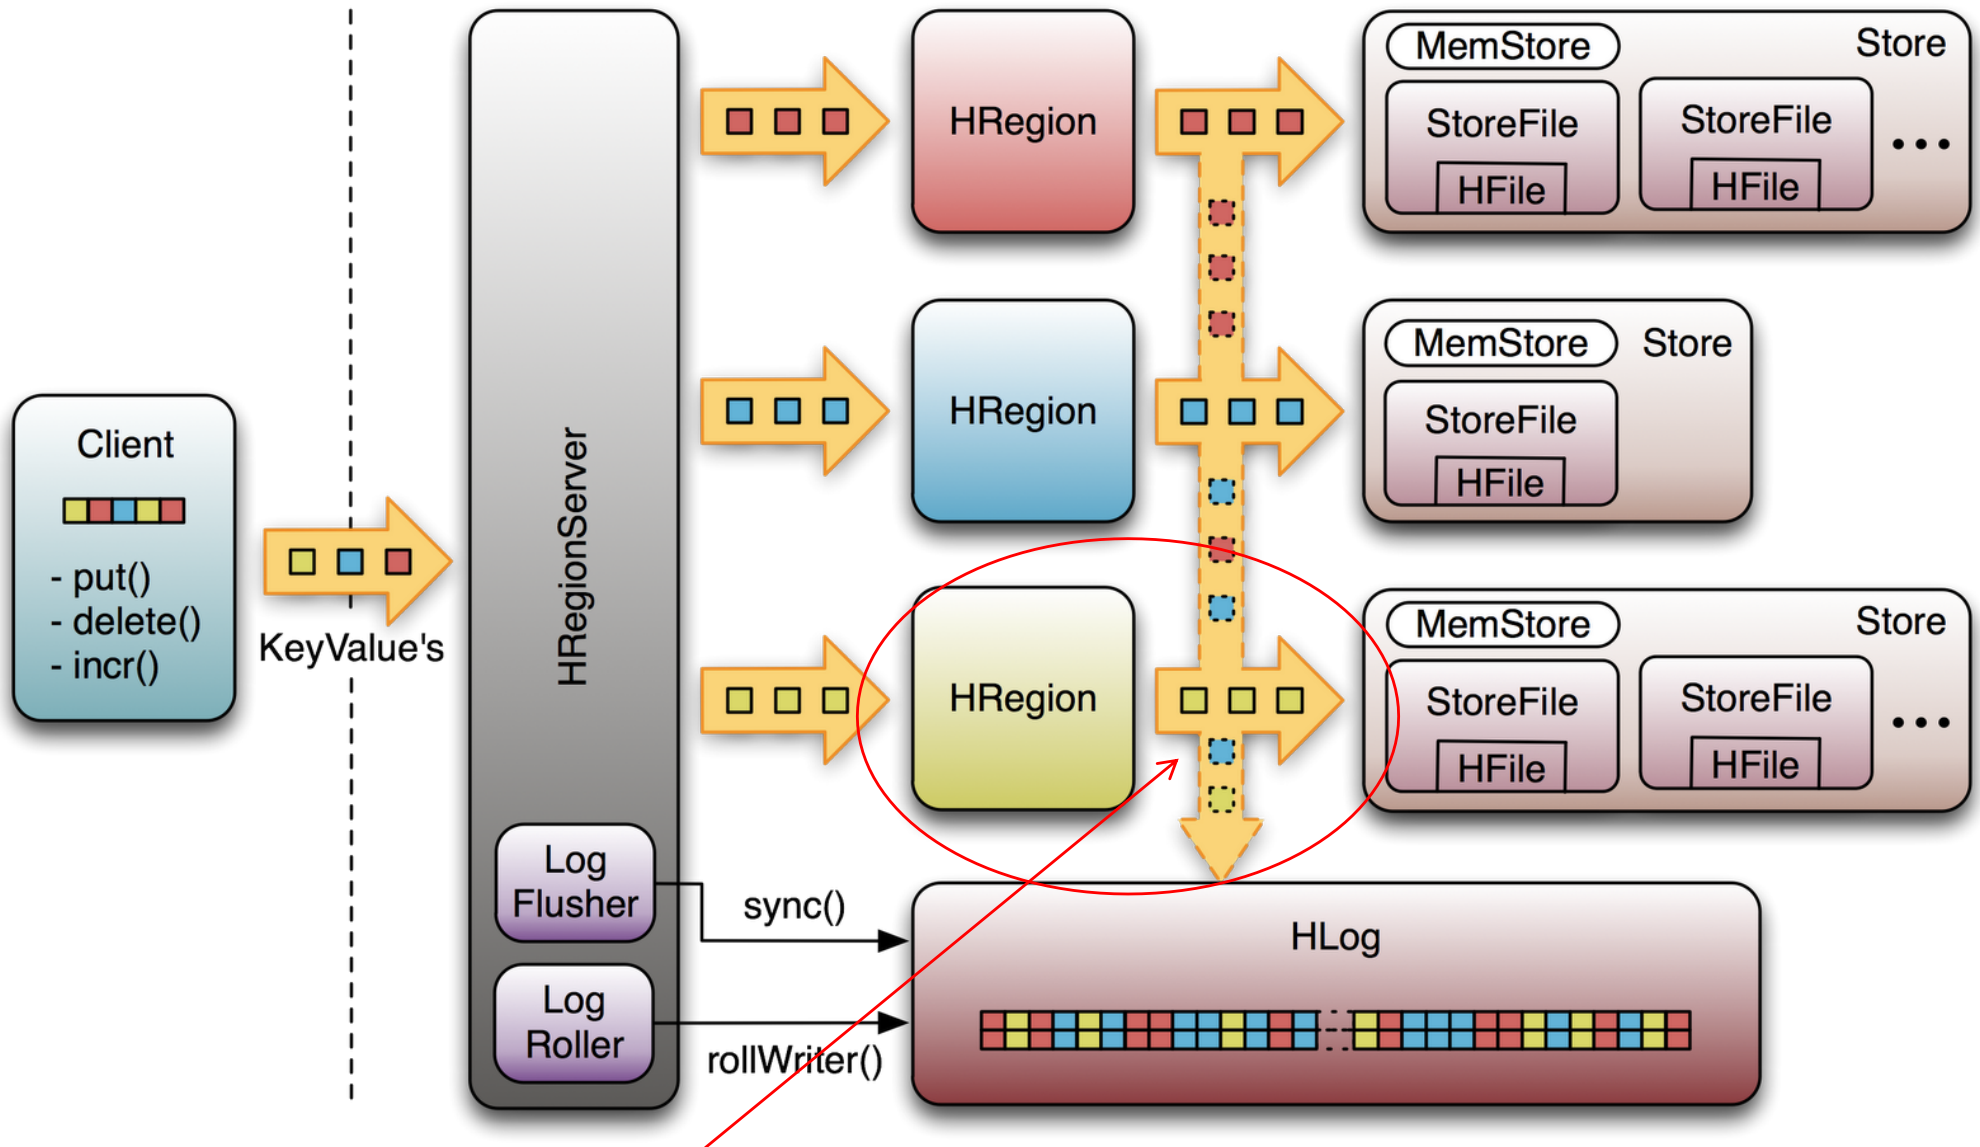 Client
- put()
- delete()
- incr()
KeyValue's
HRegionServer
Log
Flusher
Log
Roller
sync()
rollWriter()
HRegion
MemStore
Store
StoreFile
HFile
StoreFile
HFile
...
HRegion
MemStore
Store
StoreFile
HFile
HRegion
MemStore
Store
StoreFile
HFile
StoreFile
HFile
...
HLog